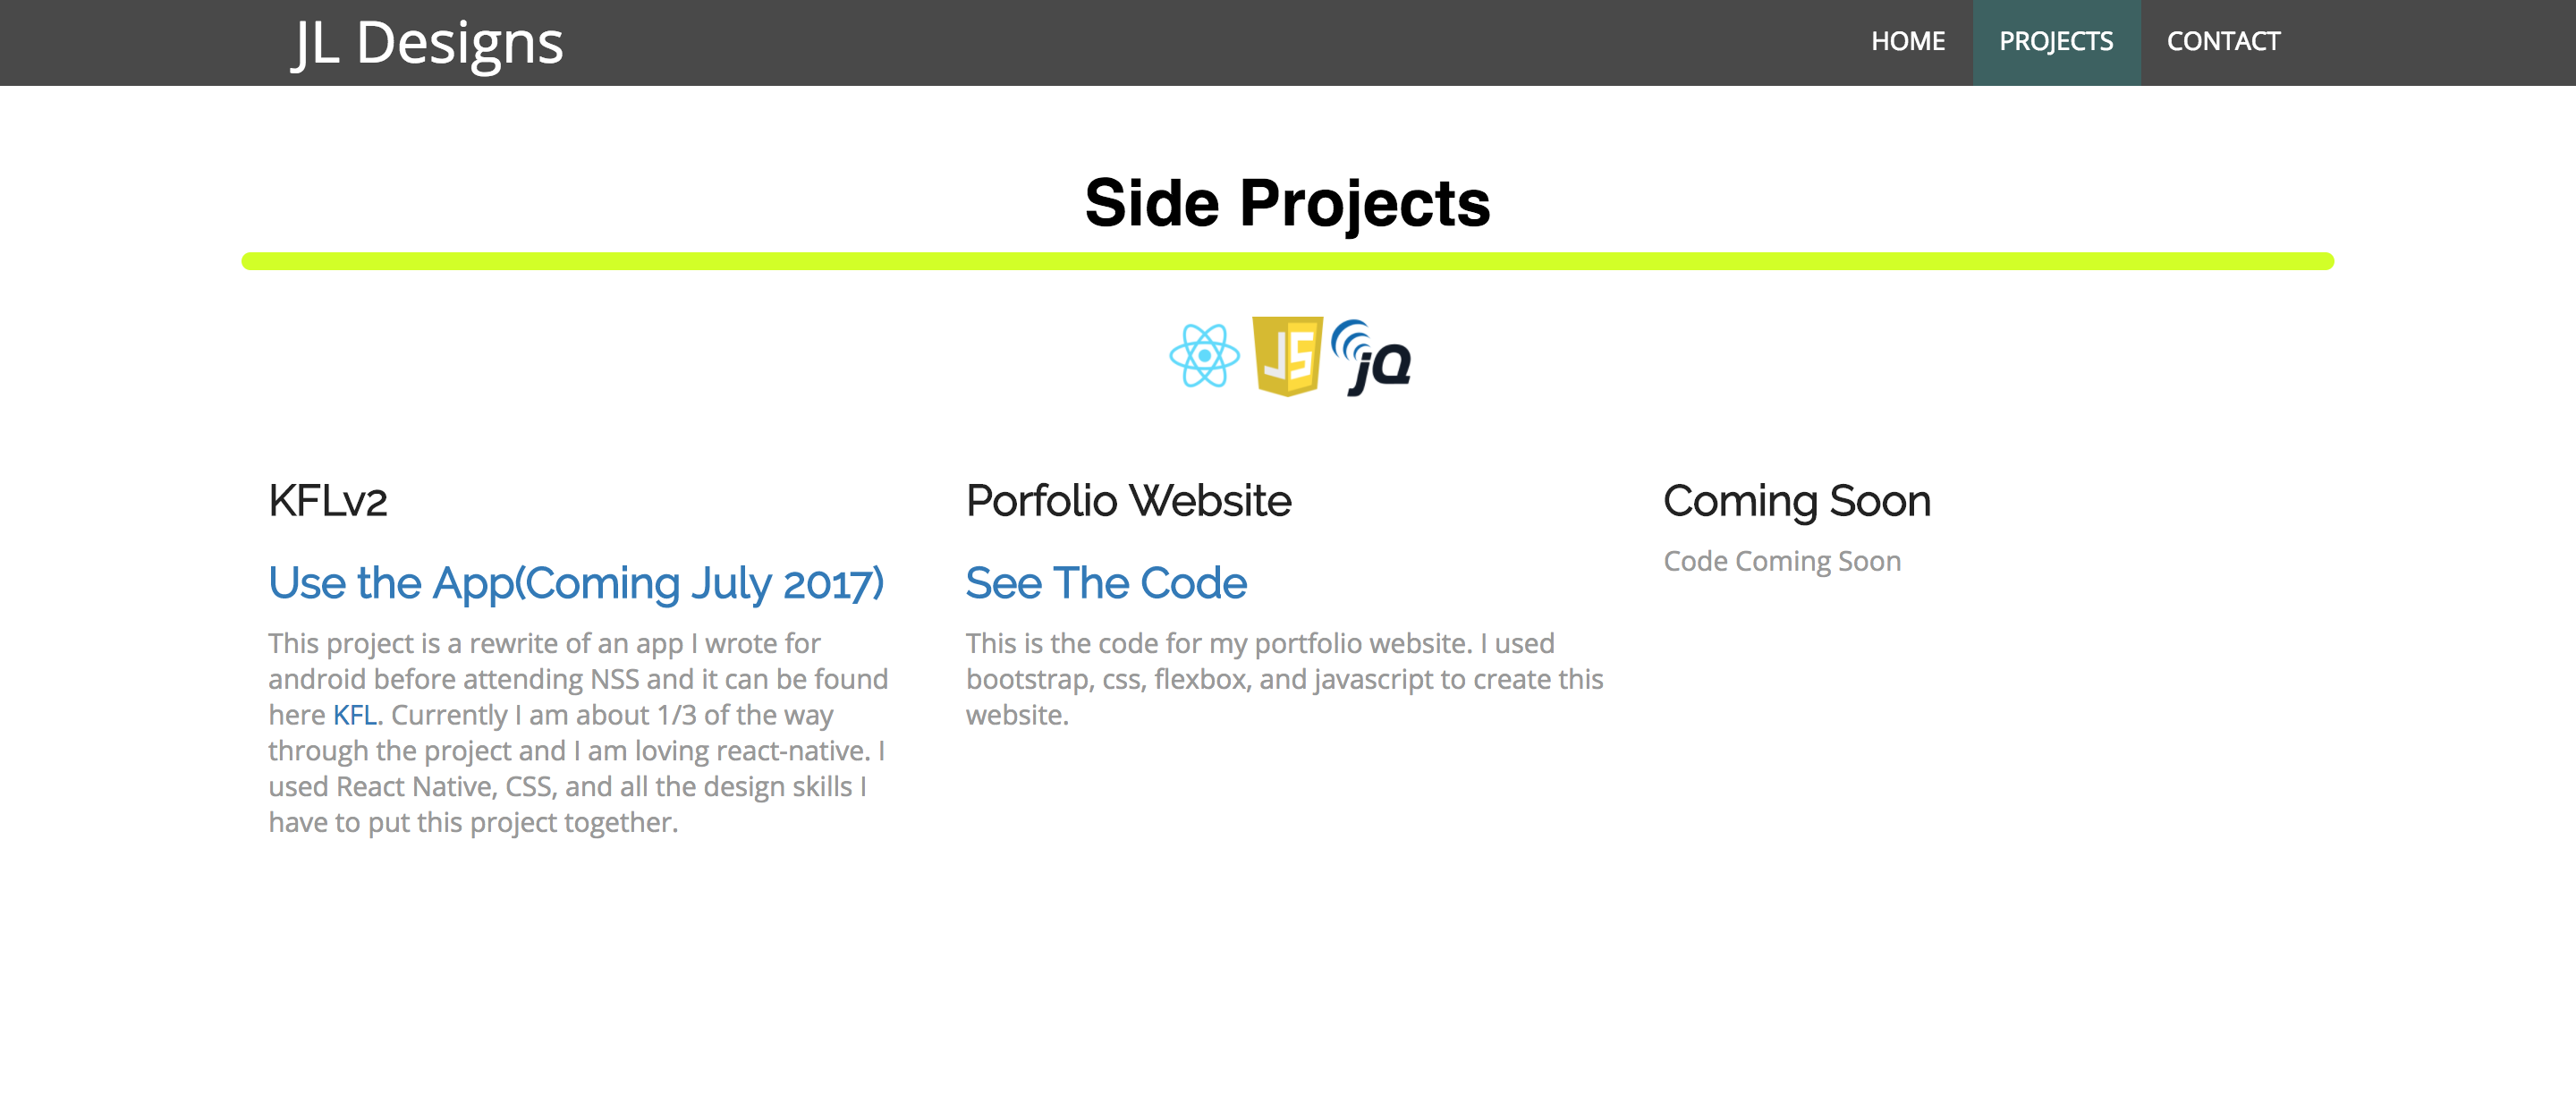 JL Designs
HOME
PROJECTS
CONTACT
Side Projects
JS
jQ
KFLv2
Use the App(Coming July 2017)
This project is a rewrite of an app I wrote for
android before attending NSS and it can be found
here KFL. Currently I am about 1/3 of the way
through the project and I am loving react-native. I
used React Native, CSS, and all the design skills I
have to put this project together.
Porfolio Website
See The Code
This is the code for my portfolio website. I used
bootstrap, css, flexbox, and javascript to create this
website.
Coming Soon
Code Coming Soon